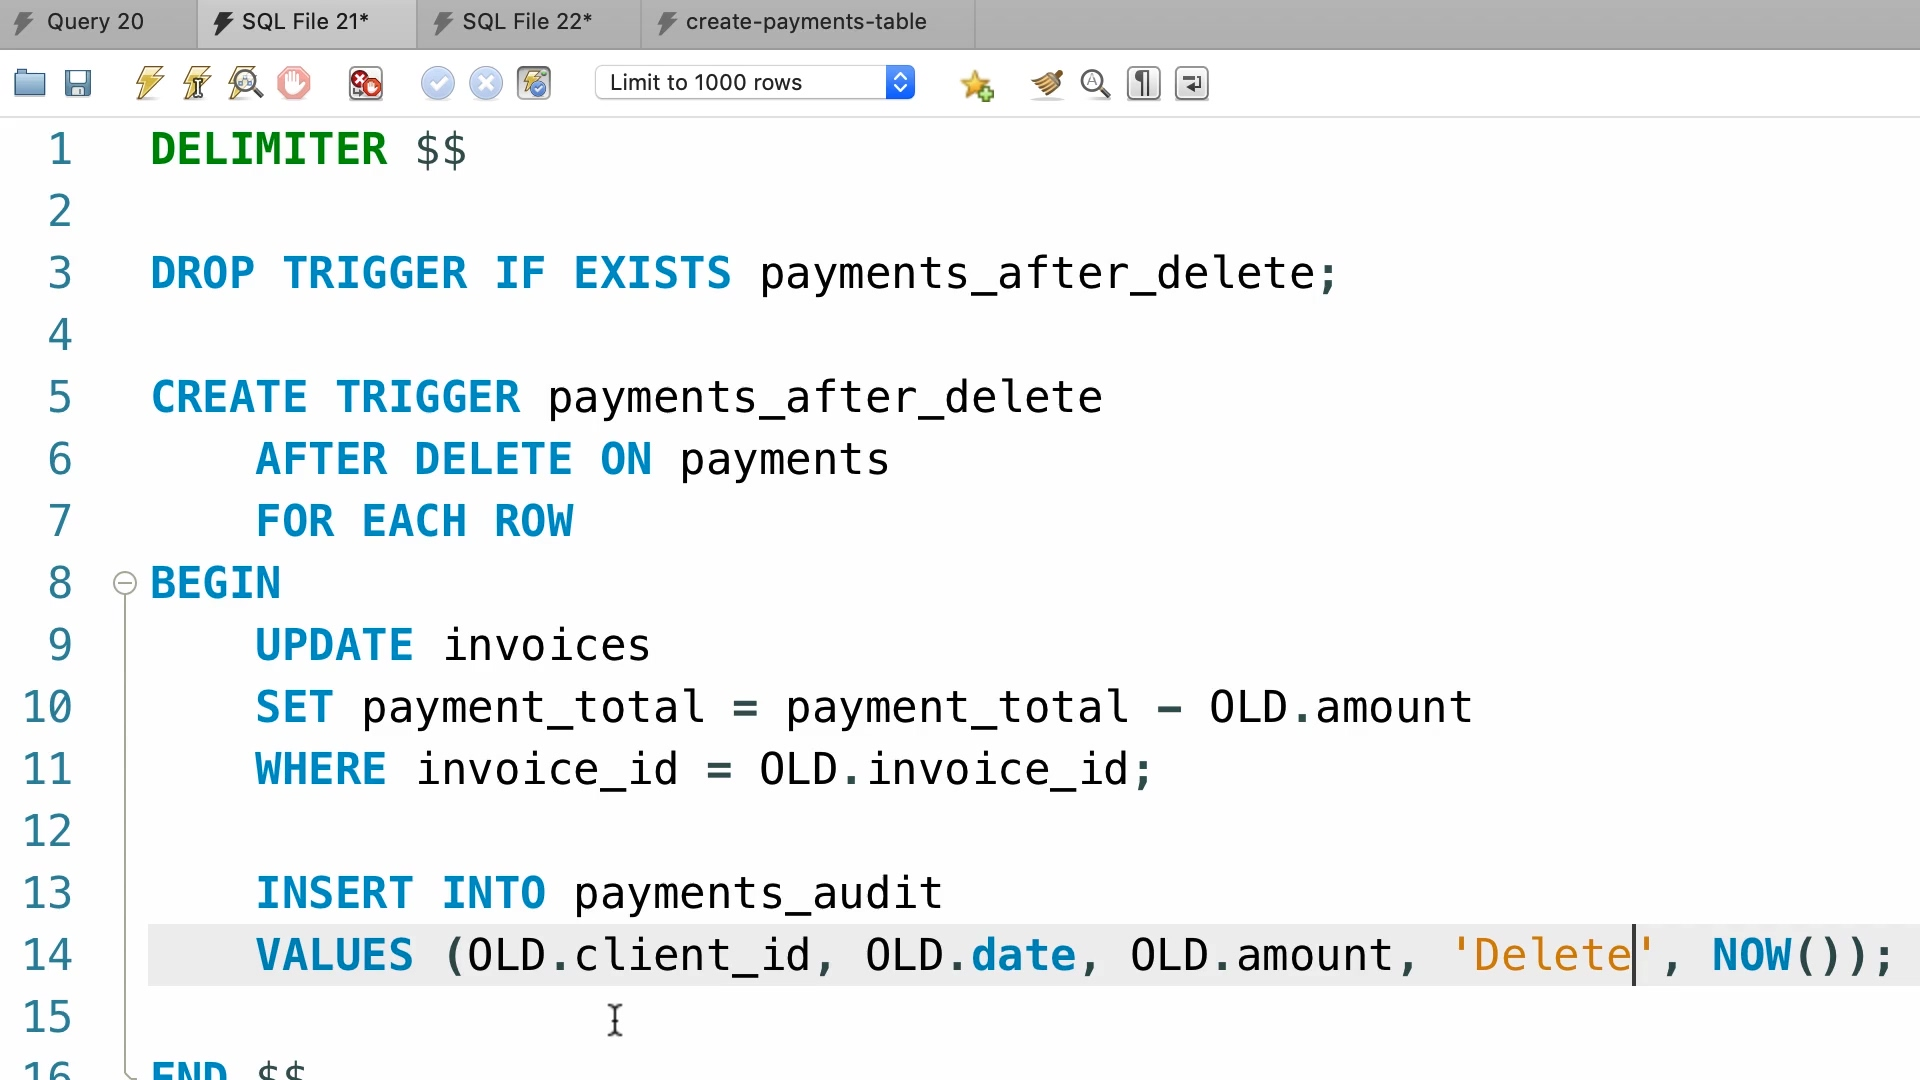 Query 20
SQL File 21*
SQL File 22*
create-payments-table
Limit to 1000 rows
1 DELIMITER $$
2
3 DROP TRIGGER IF EXISTS payments_after_delete;
4
5 CREATE TRIGGER payments_after_delete
6 AFTER DELETE ON payments
7 FOR EACH ROW
8 BEGIN
9 UPDATE invoices
10 SET payment_total = payment_total - OLD.amount
11 WHERE invoice_id = OLD.invoice_id;
12
13 INSERT INTO payments_audit
14 VALUES (OLD.client_id, OLD.date, OLD.amount, 'Delete', NOW());
15
16 END $$